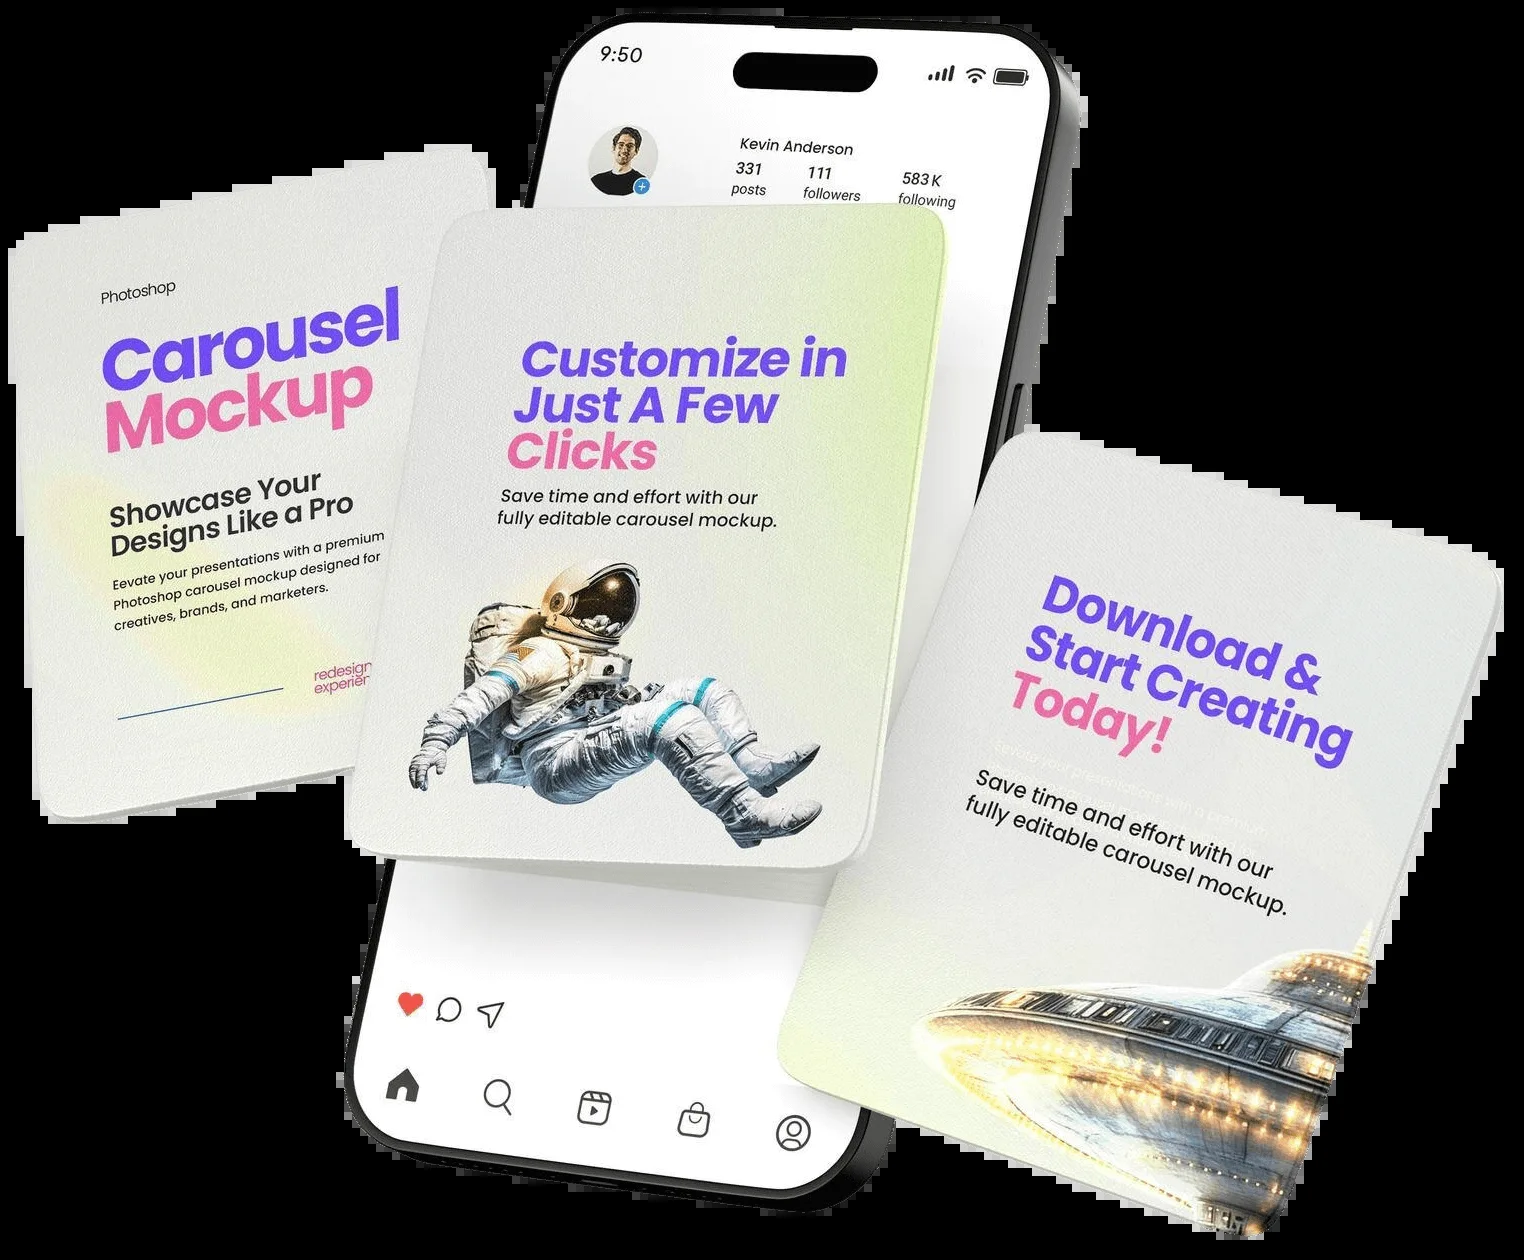 9:50
Kevin Anderson
331 111 583 K
posts followers following
Photoshop
Carousel
Mockup
Showcase Your
Designs Like a Pro
Eevate your presentations with a premium
Photoshop carousel mockup designed for
creatives, brands, and marketers.
redesign
Customize in
Just A Few
Clicks
Save time and effort with our
fully editable carousel mockup.
Download &
Start Creating
Today!
Save time and effort with our
fully editable carousel mockup.